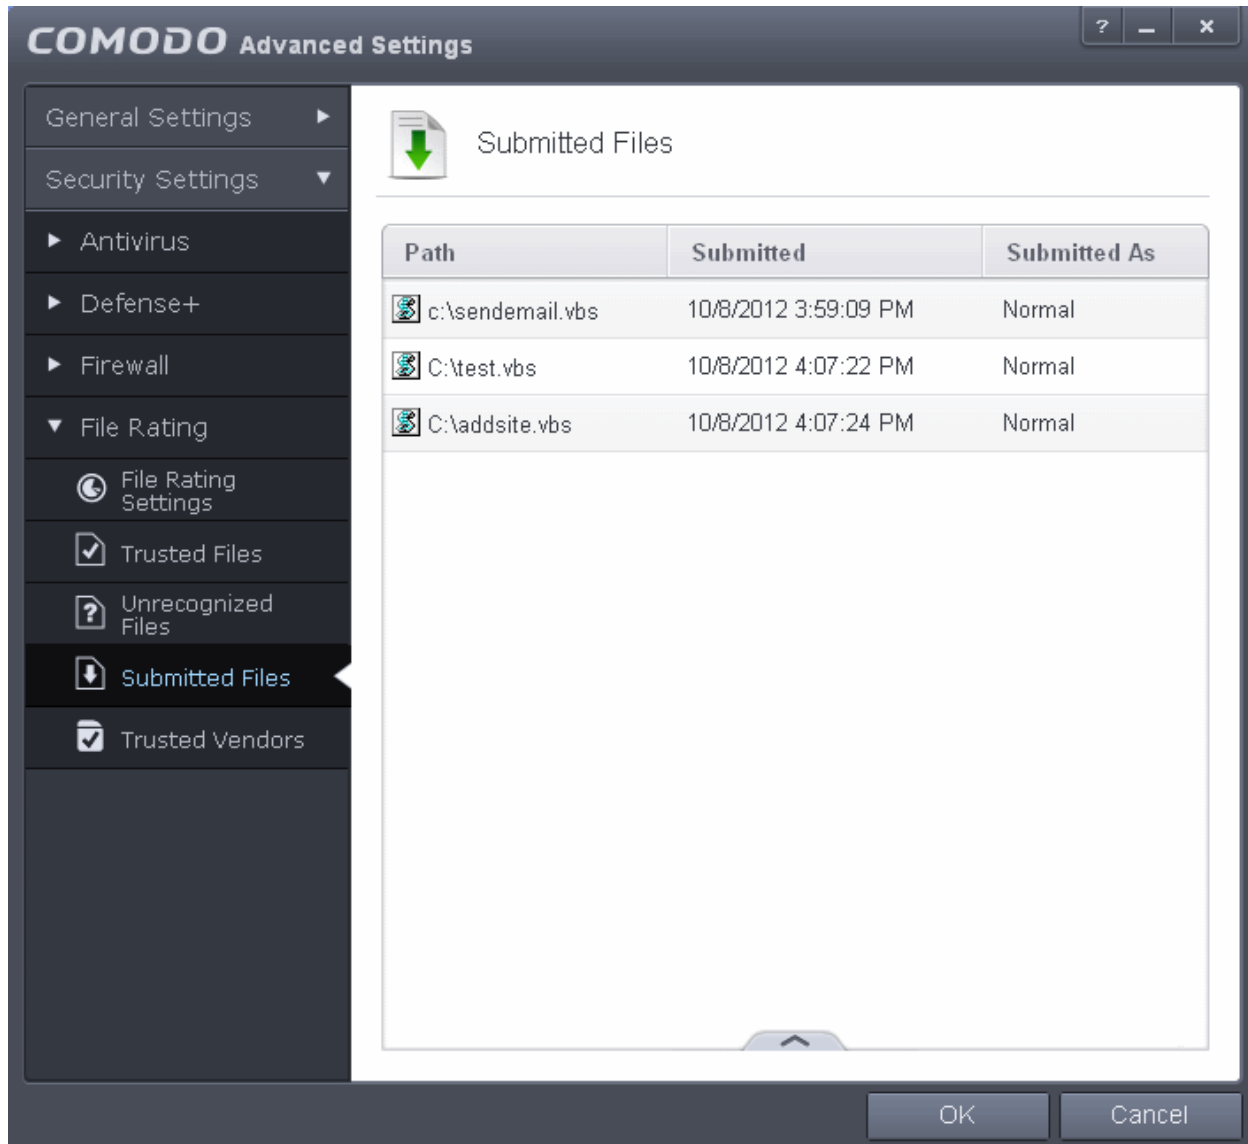 COMODO Advanced Settings
? _ x
General Settings
Security Settings
Antivirus
Defense+
Firewall
File Rating
File Rating
Settings
Trusted Files
Unrecognized
Files
Submitted Files
Trusted Vendors
Submitted Files
Path Submitted Submitted As
c:\sendemail.vbs 10/8/2012 3:59:09 PM Normal
C:\test.vbs 10/8/2012 4:07:22 PM Normal
C:\addsite.vbs 10/8/2012 4:07:24 PM Normal
OK Cancel